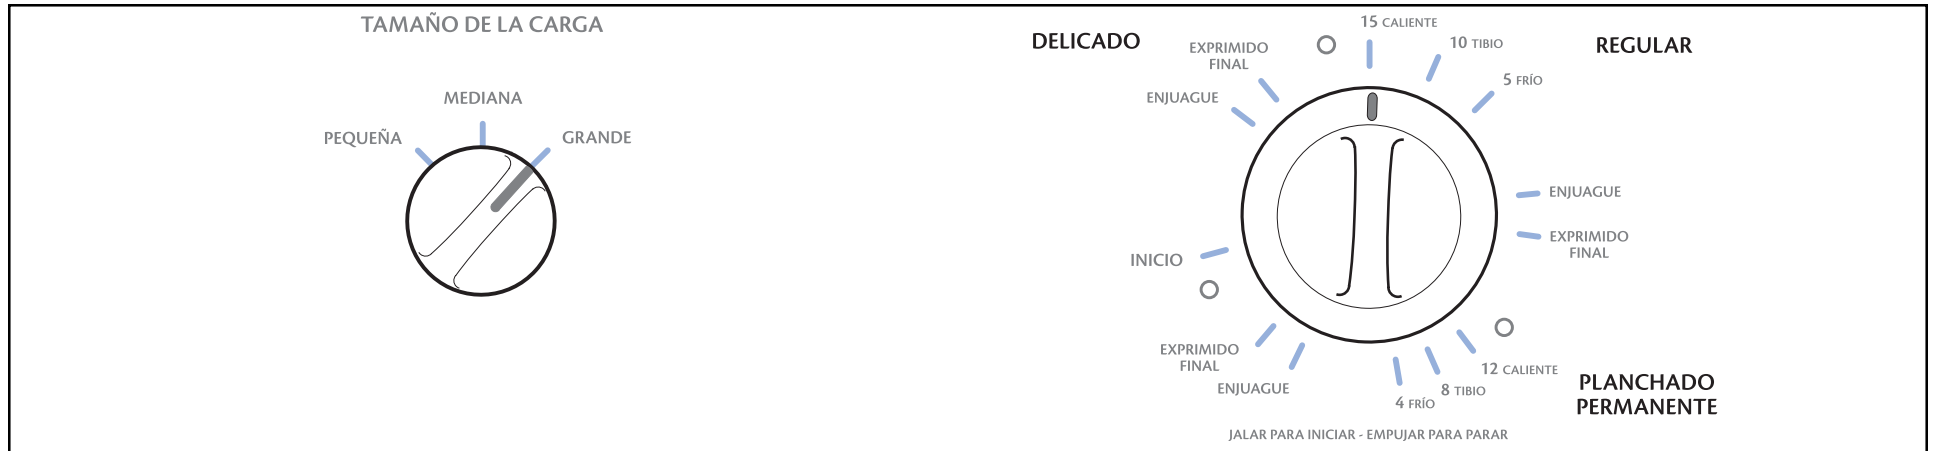 TAMAÑO DE LA CARGA
PEQUEÑA
MEDIANA
GRANDE
DELICADO
REGULAR
15 CALIENTE
10 TIBIO
5 FRÍO
ENJUAGUE
EXPRIMIDO
FINAL
12 CALIENTE
8 TIBIO
4 FRÍO
PLANCHADO
PERMANENTE
ENJUAGUE
EXPRIMIDO
FINAL
INICIO
ENJUAGUE
EXPRIMIDO
FINAL
JALAR PARA INICIAR - EMPUJAR PARA PARAR